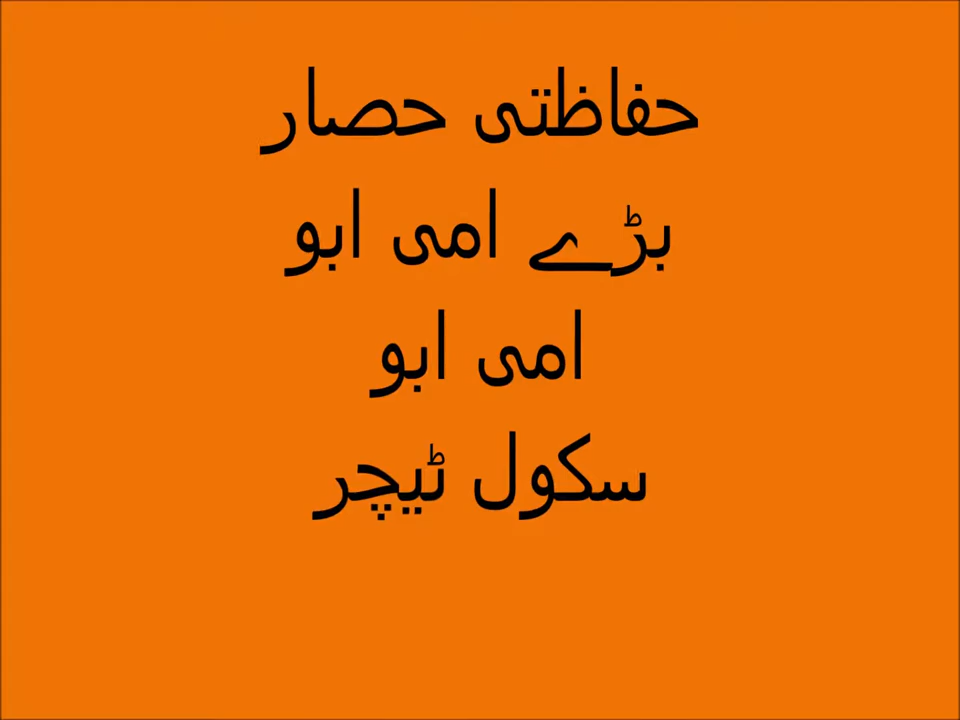 حفاظتی حصار
بڑے امی ابو
امی ابو
سکول ٹیچر